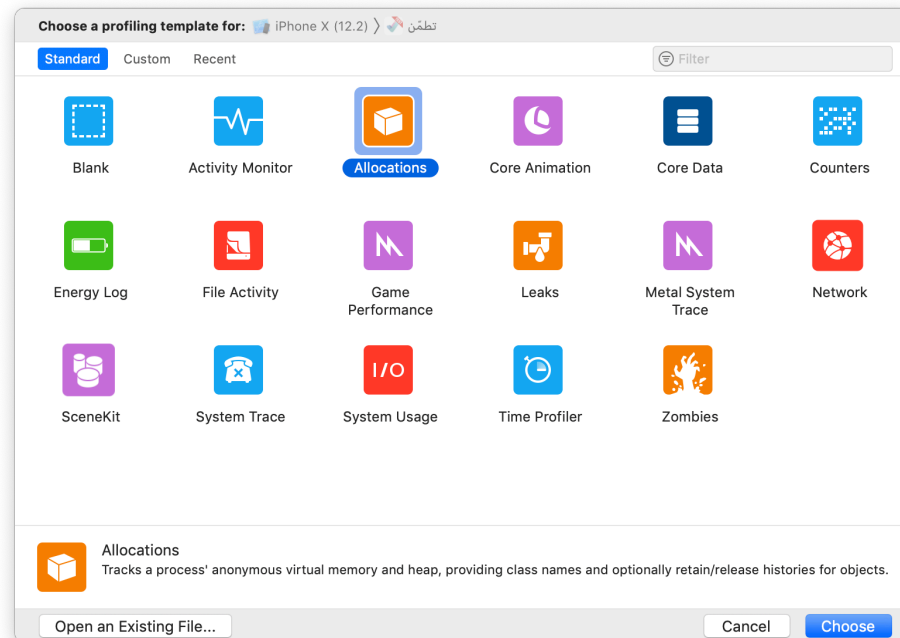 Choose a profiling template for: iPhone X (12.2) 〉 تطمّن
Standard Custom Recent Filter
Blank Activity Monitor Allocations Core Animation Core Data Counters
Energy Log File Activity Game Performance Leaks Metal System Trace Network
I/O
SceneKit System Trace System Usage Time Profiler Zombies
Allocations
Tracks a process' anonymous virtual memory and heap, providing class names and optionally retain/release histories for objects.
Open an Existing File... Cancel Choose